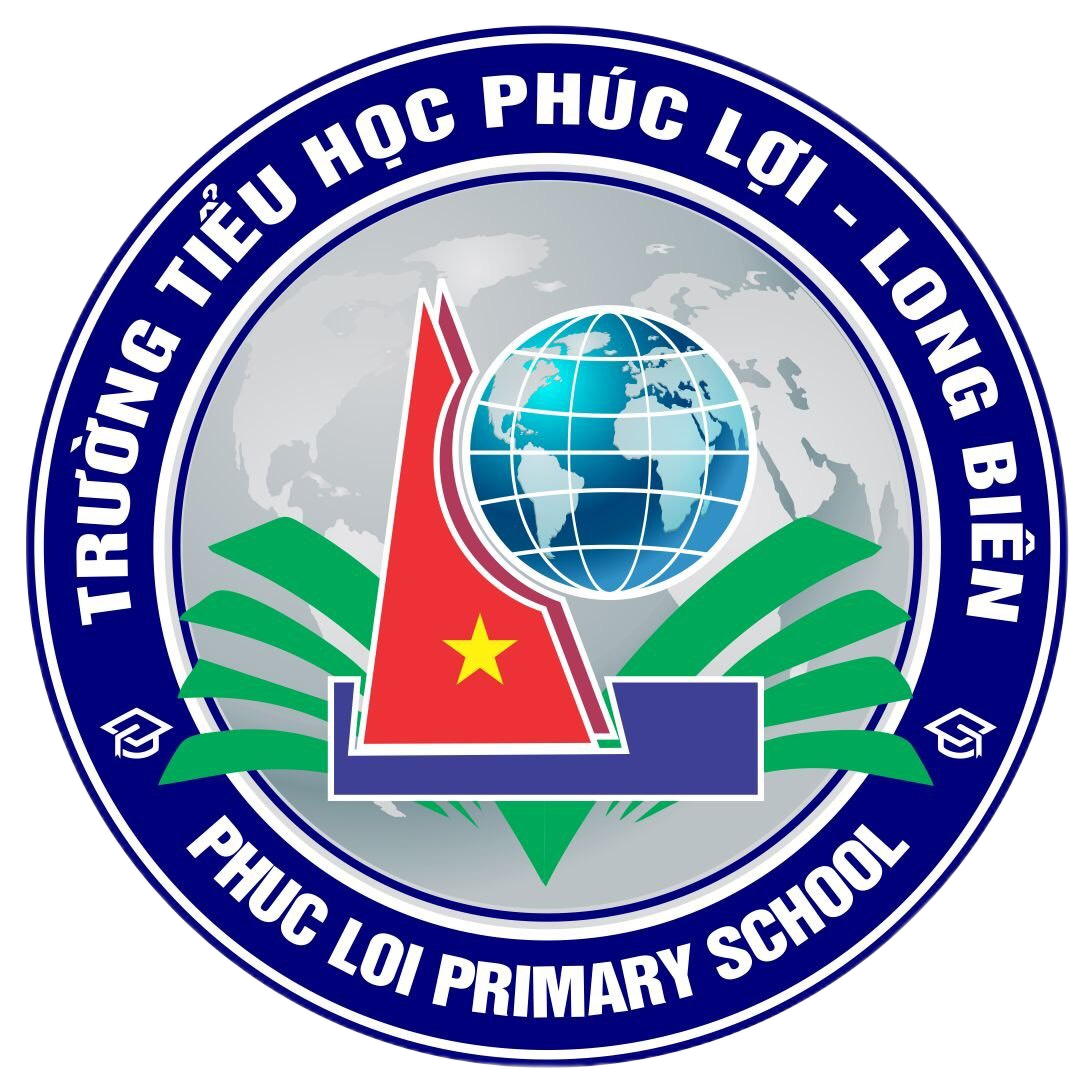 TRƯỜNG TIỂU HỌC PHÚC LỢI - LONG BIÊN
PHUC LOI PRIMARY SCHOOL